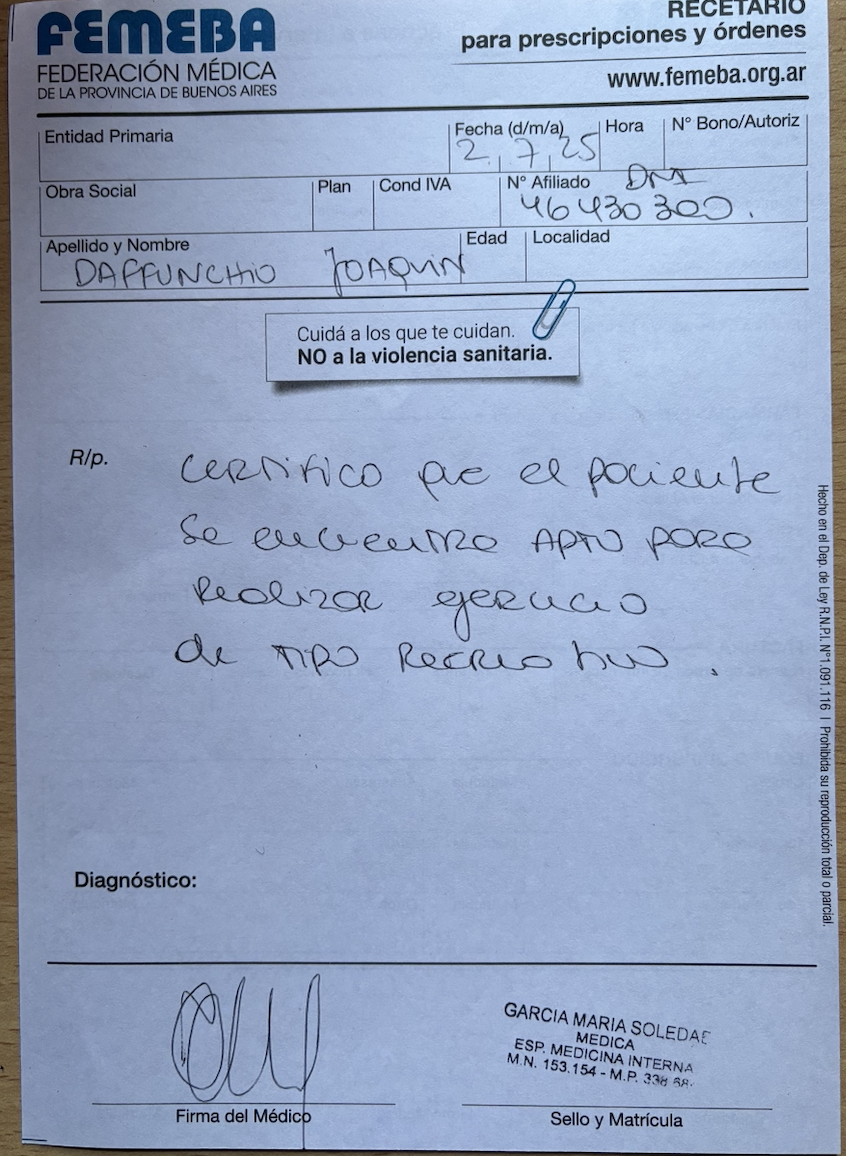 FEMEBA
FEDERACIÓN MÉDICA
DE LA PROVINCIA DE BUENOS AIRES
RECETARIO
para prescripciones y órdenes
www.femeba.org.ar
Entidad Primaria
Fecha (d/m/a) 2 7 25
Hora
N° Bono/Autoriz
Obra Social
Plan
Cond IVA
N° Afiliado DNI
46430300.
Apellido y Nombre
DAFFUNCHIO JOAQUIN
Edad
Localidad
Cuidá a los que te cuidan.
NO a la violencia sanitaria.
R/p.
certifico que el paciente
se encuentra APTO para
realizar ejercicio
de TIPO Recreativo.
Hecho en el Dep. de Ley R.N.P.I. N°1.091.116 | Prohibida su reproducción total o parcial.
Diagnóstico:
GARCIA MARIA SOLEDAD
MEDICA
ESP. MEDICINA INTERNA
M.N. 153.154 - M.P.
Firma del Médico
Sello y Matrícula